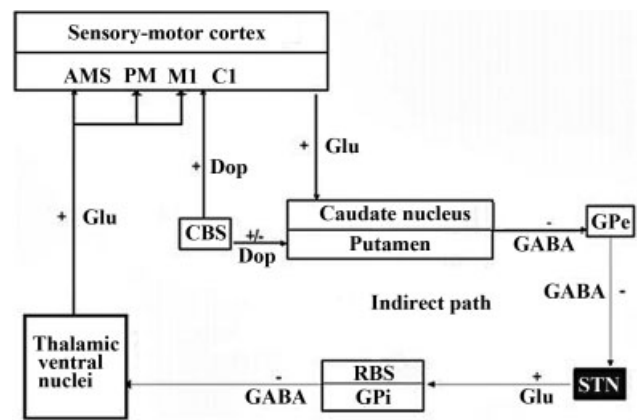 Sensory-motor cortex
AMS PM M1 C1
+ Glu
+ Dop
+ Glu
CBS
+/-
Dop
Caudate nucleus
Putamen
-
GABA
GPe
GABA -
Indirect path
Thalamic
ventral
nuclei
-
GABA
RBS
GPi
+
Glu
STN